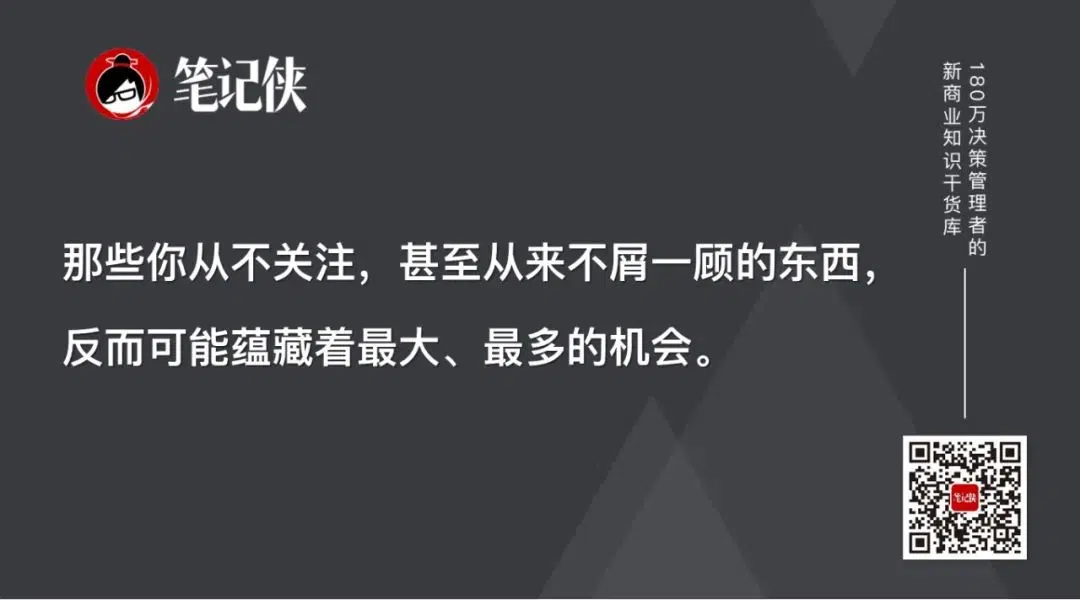 笔记侠
180万决策管理者的
新商业知识干货库
那些你从不关注，甚至从来不屑一顾的东西，
反而可能蕴藏着最大、最多的机会。
笔记侠